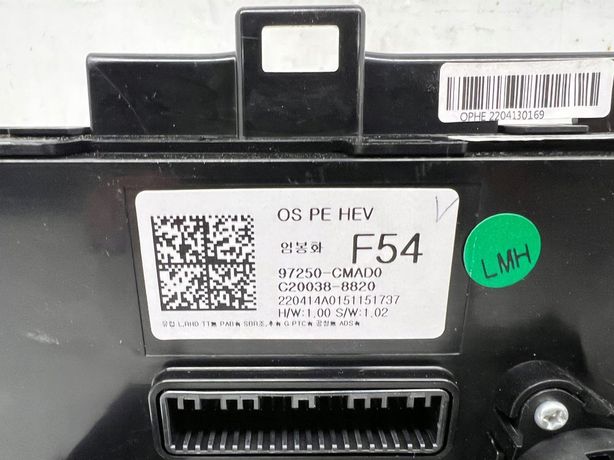 OPHE 2204130169
OS PE HEV
임봉화 F54
97250-CMAD0
C20038-8820
220414A0151151737
H/W:1.00 S/W:1.02
LMH